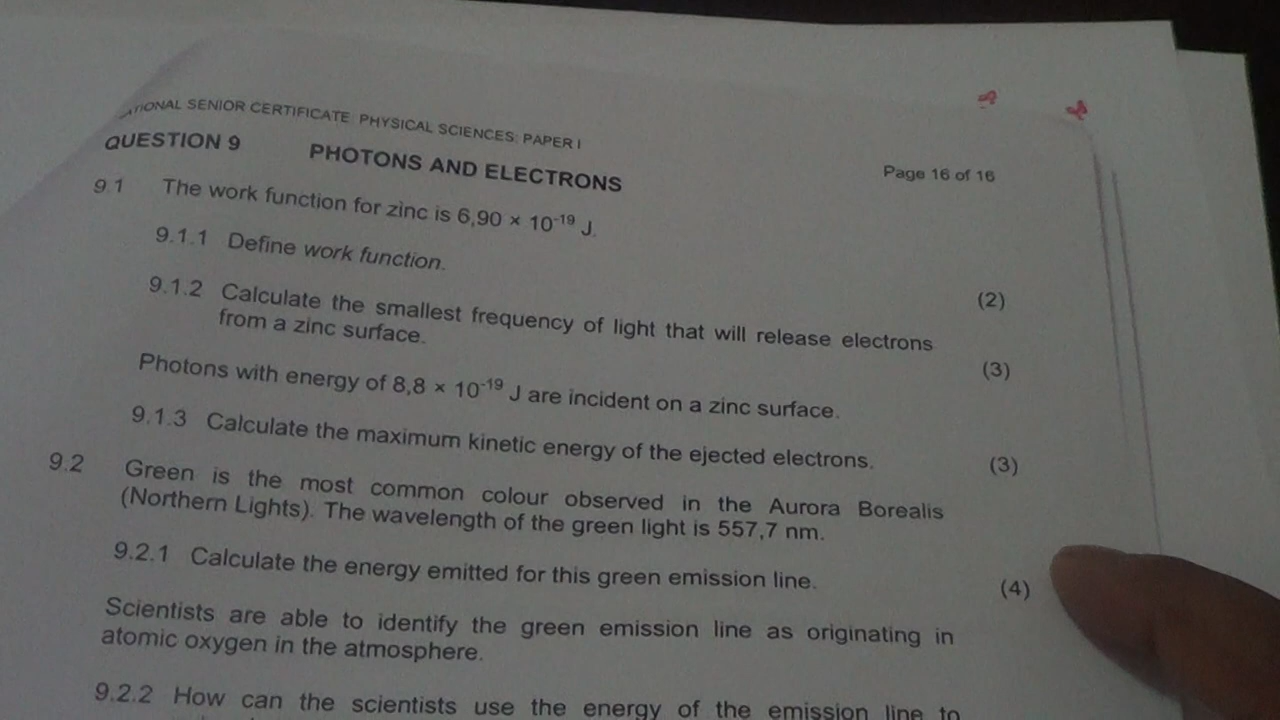 NATIONAL SENIOR CERTIFICATE: PHYSICAL SCIENCES: PAPER I
Page 16 of 16
QUESTION 9 PHOTONS AND ELECTRONS
9.1 The work function for zinc is 6,90 × 10⁻¹⁹ J.
9.1.1 Define work function.
(2)
9.1.2 Calculate the smallest frequency of light that will release electrons
from a zinc surface.
(3)
Photons with energy of 8,8 × 10⁻¹⁹ J are incident on a zinc surface.
9.1.3 Calculate the maximum kinetic energy of the ejected electrons.
(3)
9.2 Green is the most common colour observed in the Aurora Borealis
(Northern Lights). The wavelength of the green light is 557,7 nm.
9.2.1 Calculate the energy emitted for this green emission line.
(4)
Scientists are able to identify the green emission line as originating in
atomic oxygen in the atmosphere.
9.2.2 How can the scientists use the energy of the emission line to